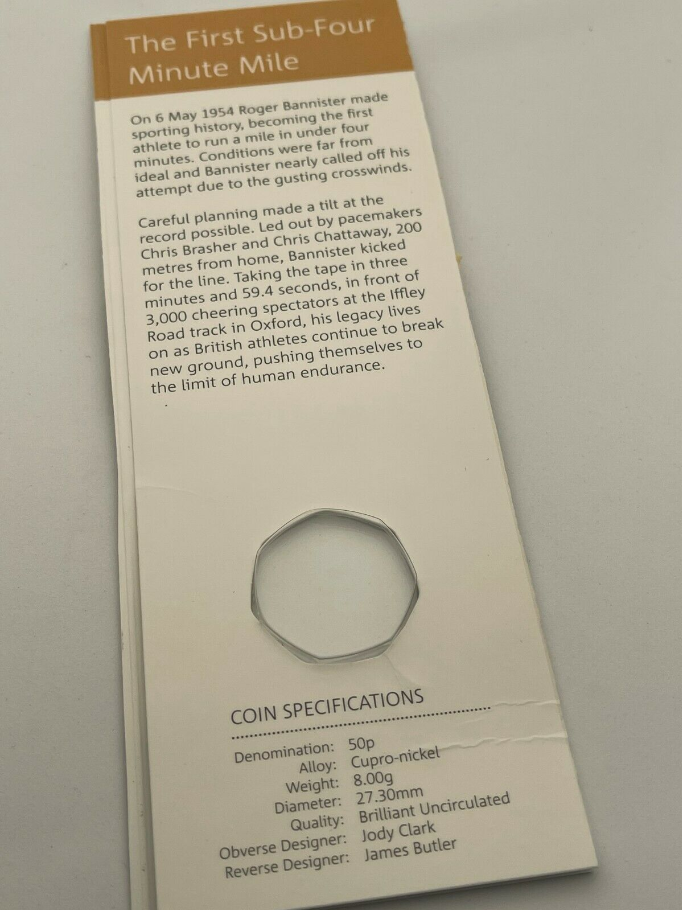 The First Sub-Four
Minute Mile
On 6 May 1954 Roger Bannister made
sporting history, becoming the first
athlete to run a mile in under four
minutes. Conditions were far from
ideal and Bannister nearly called off his
attempt due to the gusting crosswinds.
Careful planning made a tilt at the
record possible. Led out by pacemakers
Chris Brasher and Chris Chattaway, 200
metres from home, Bannister kicked
for the line. Taking the tape in three
minutes and 59.4 seconds, in front of
3,000 cheering spectators at the Iffley
Road track in Oxford, his legacy lives
on as British athletes continue to break
new ground, pushing themselves to
the limit of human endurance.
COIN SPECIFICATIONS
Denomination: 50p
Alloy: Cupro-nickel
Weight: 8.00g
Diameter: 27.30mm
Quality: Brilliant Uncirculated
Obverse Designer: Jody Clark
Reverse Designer: James Butler